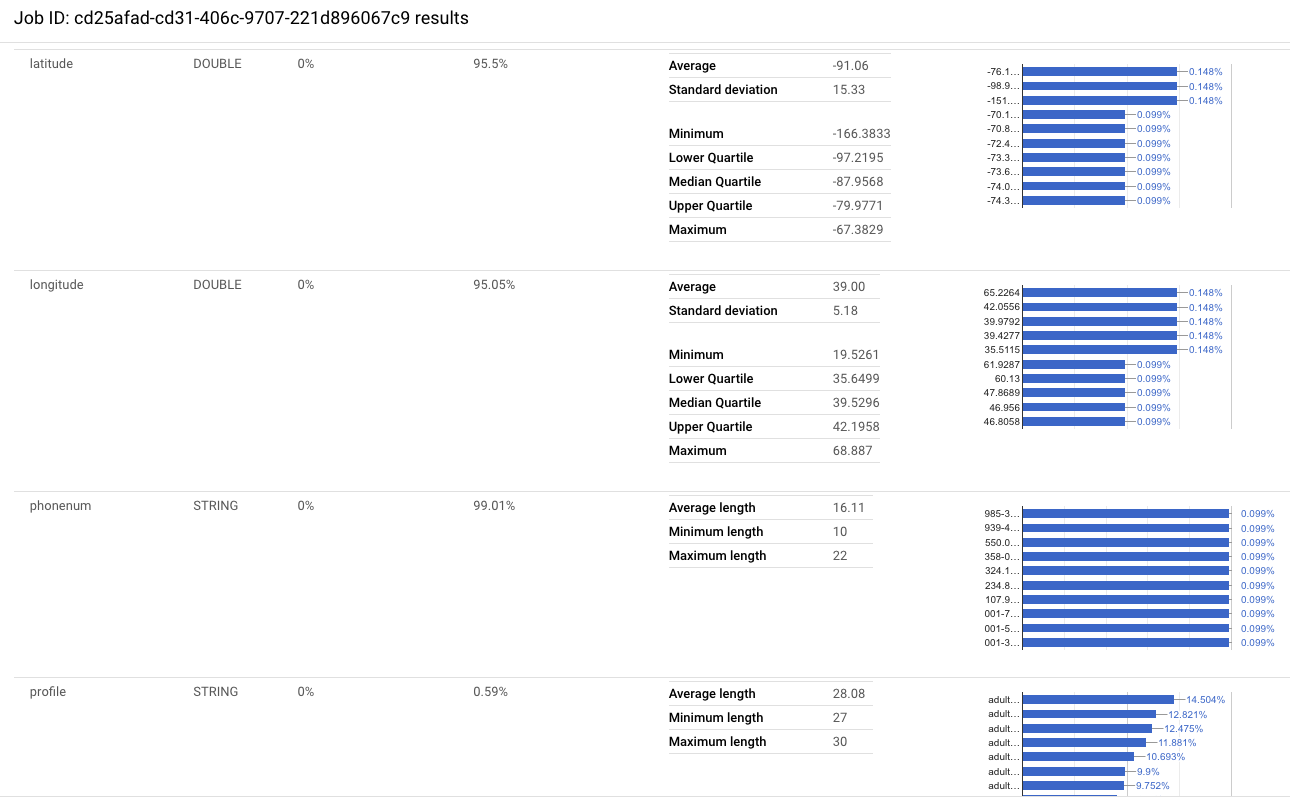 Job ID: cd25afad-cd31-406c-9707-221d896067c9 results
latitude DOUBLE 0% 95.5%
Average -91.06
Standard deviation 15.33
Minimum -166.3833
Lower Quartile -97.2195
Median Quartile -87.9568
Upper Quartile -79.9771
Maximum -67.3829
-76.1... 0.148%
-98.9... 0.148%
-151.... 0.148%
-70.1... 0.099%
-70.8... 0.099%
-72.4... 0.099%
-73.3... 0.099%
-73.6... 0.099%
-74.0... 0.099%
-74.3... 0.099%
longitude DOUBLE 0% 95.05%
Average 39.00
Standard deviation 5.18
Minimum 19.5261
Lower Quartile 35.6499
Median Quartile 39.5296
Upper Quartile 42.1958
Maximum 68.887
65.2264 0.148%
42.0556 0.148%
39.9792 0.148%
39.4277 0.148%
35.5115 0.148%
61.9287 0.099%
60.13 0.099%
47.8689 0.099%
46.956 0.099%
46.8058 0.099%
phonenum STRING 0% 99.01%
Average length 16.11
Minimum length 10
Maximum length 22
985-3... 0.099%
939-4... 0.099%
550.0... 0.099%
358-0... 0.099%
324.1... 0.099%
234.8... 0.099%
107.9... 0.099%
001-7... 0.099%
001-5... 0.099%
001-3... 0.099%
profile STRING 0% 0.59%
Average length 28.08
Minimum length 27
Maximum length 30
adult... 14.504%
adult... 12.821%
adult... 12.475%
adult... 11.881%
adult... 10.693%
adult... 9.9%
adult... 9.752%